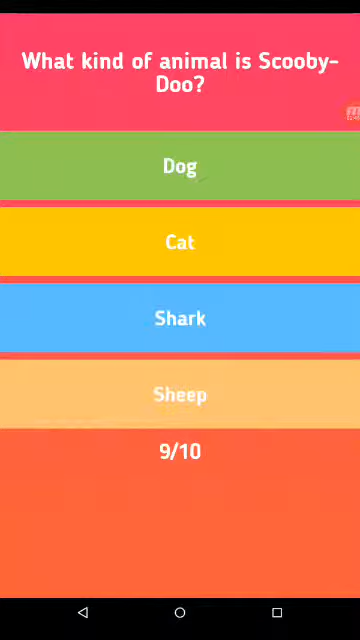 What kind of animal is Scooby-
Doo?
Dog
Cat
Shark
Sheep
9/10